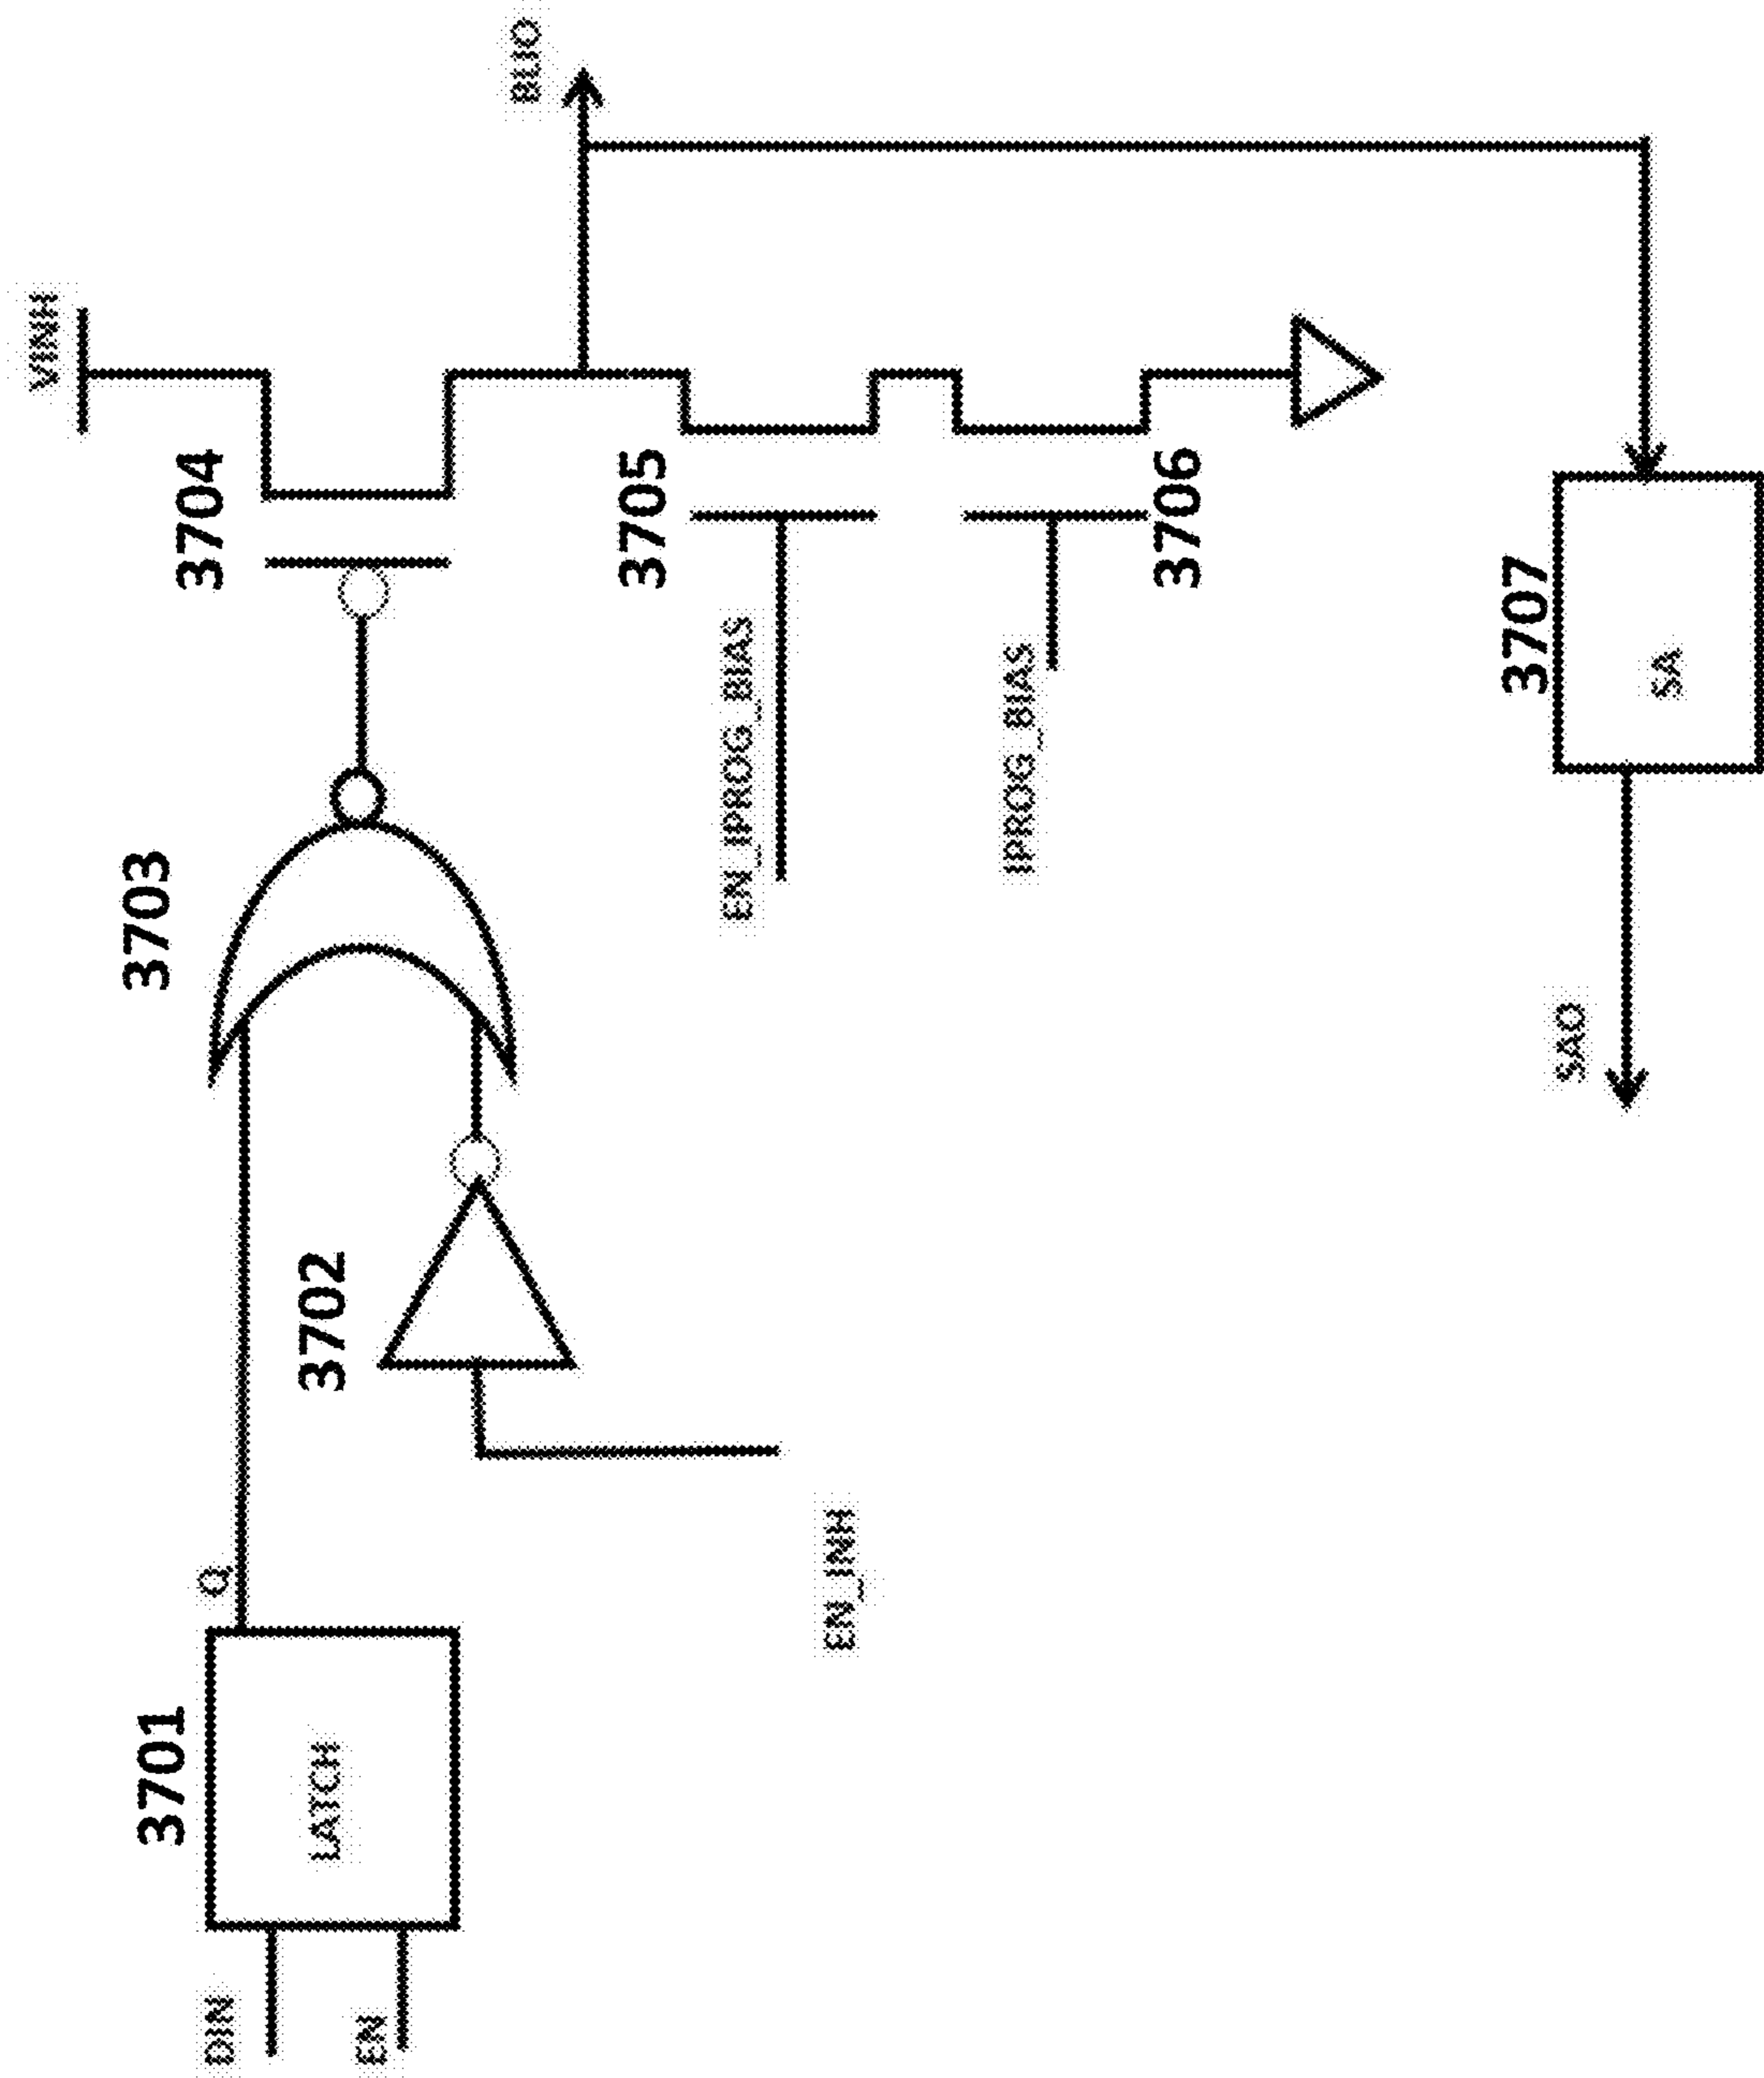 VINH
BLIO
3704
3703
3701
Q
3702
LATCH
DIN
EN
EN_INH
3705
EN_IPROG_BIAS
IPROG_BIAS
3706
3707
SA
SAO